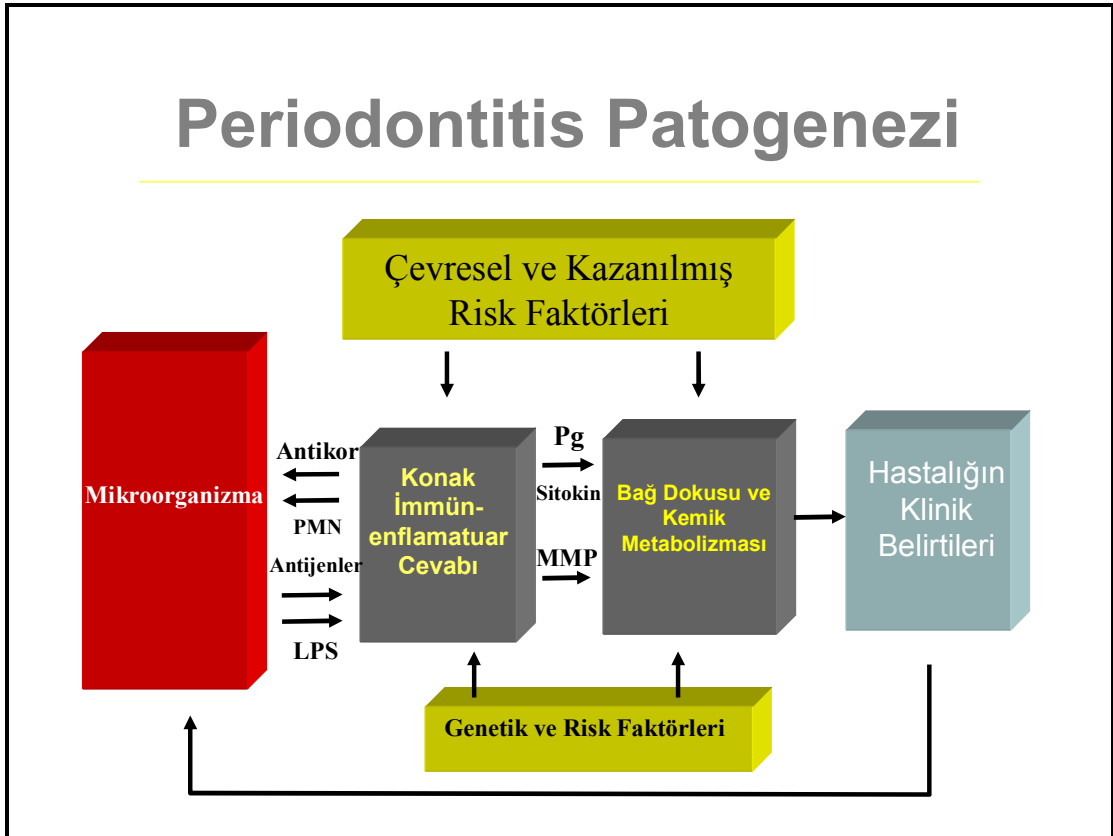 Periodontitis Patogenezi
Çevresel ve Kazanılmış
Risk Faktörleri
Mikroorganizma
Antikor
PMN
Antijenler
LPS
Konak
İmmün-
enflamatuar
Cevabı
Pg
Sitokin
MMP
Bağ Dokusu ve
Kemik
Metabolizması
Hastalığın
Klinik
Belirtileri
Genetik ve Risk Faktörleri